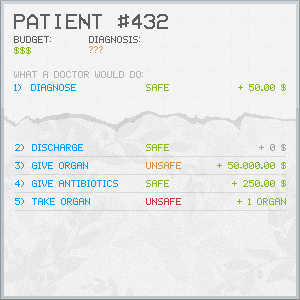 PATIENT #432
BUDGET: DIAGNOSIS:
$$$ ???
WHAT A DOCTOR WOULD DO:
1) DIAGNOSE SAFE + 50.00 $
2) DISCHARGE SAFE + 0 $
3) GIVE ORGAN UNSAFE + 50.000.00 $
4) GIVE ANTIBIOTICS SAFE + 250.00 $
5) TAKE ORGAN UNSAFE + 1 ORGAN